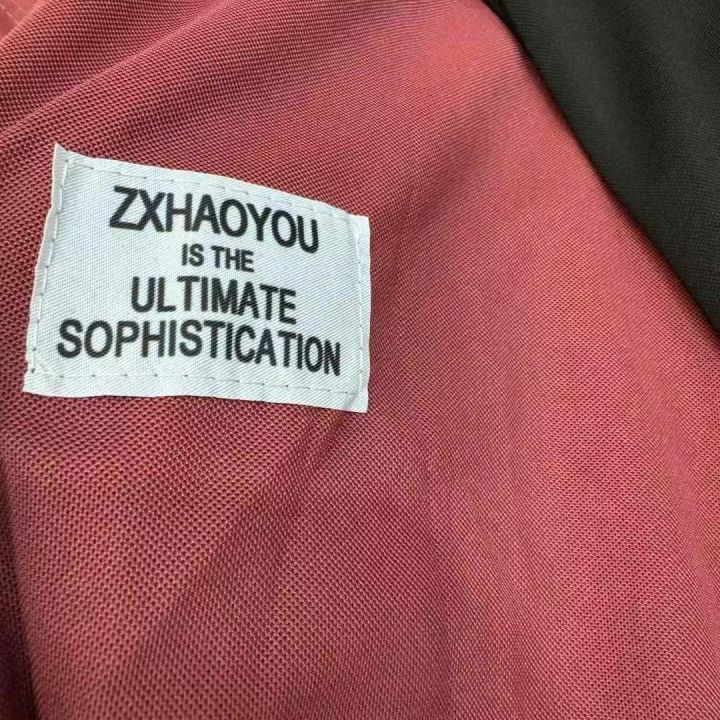 ZXHAOYOU
IS THE
ULTIMATE
SOPHISTICATION